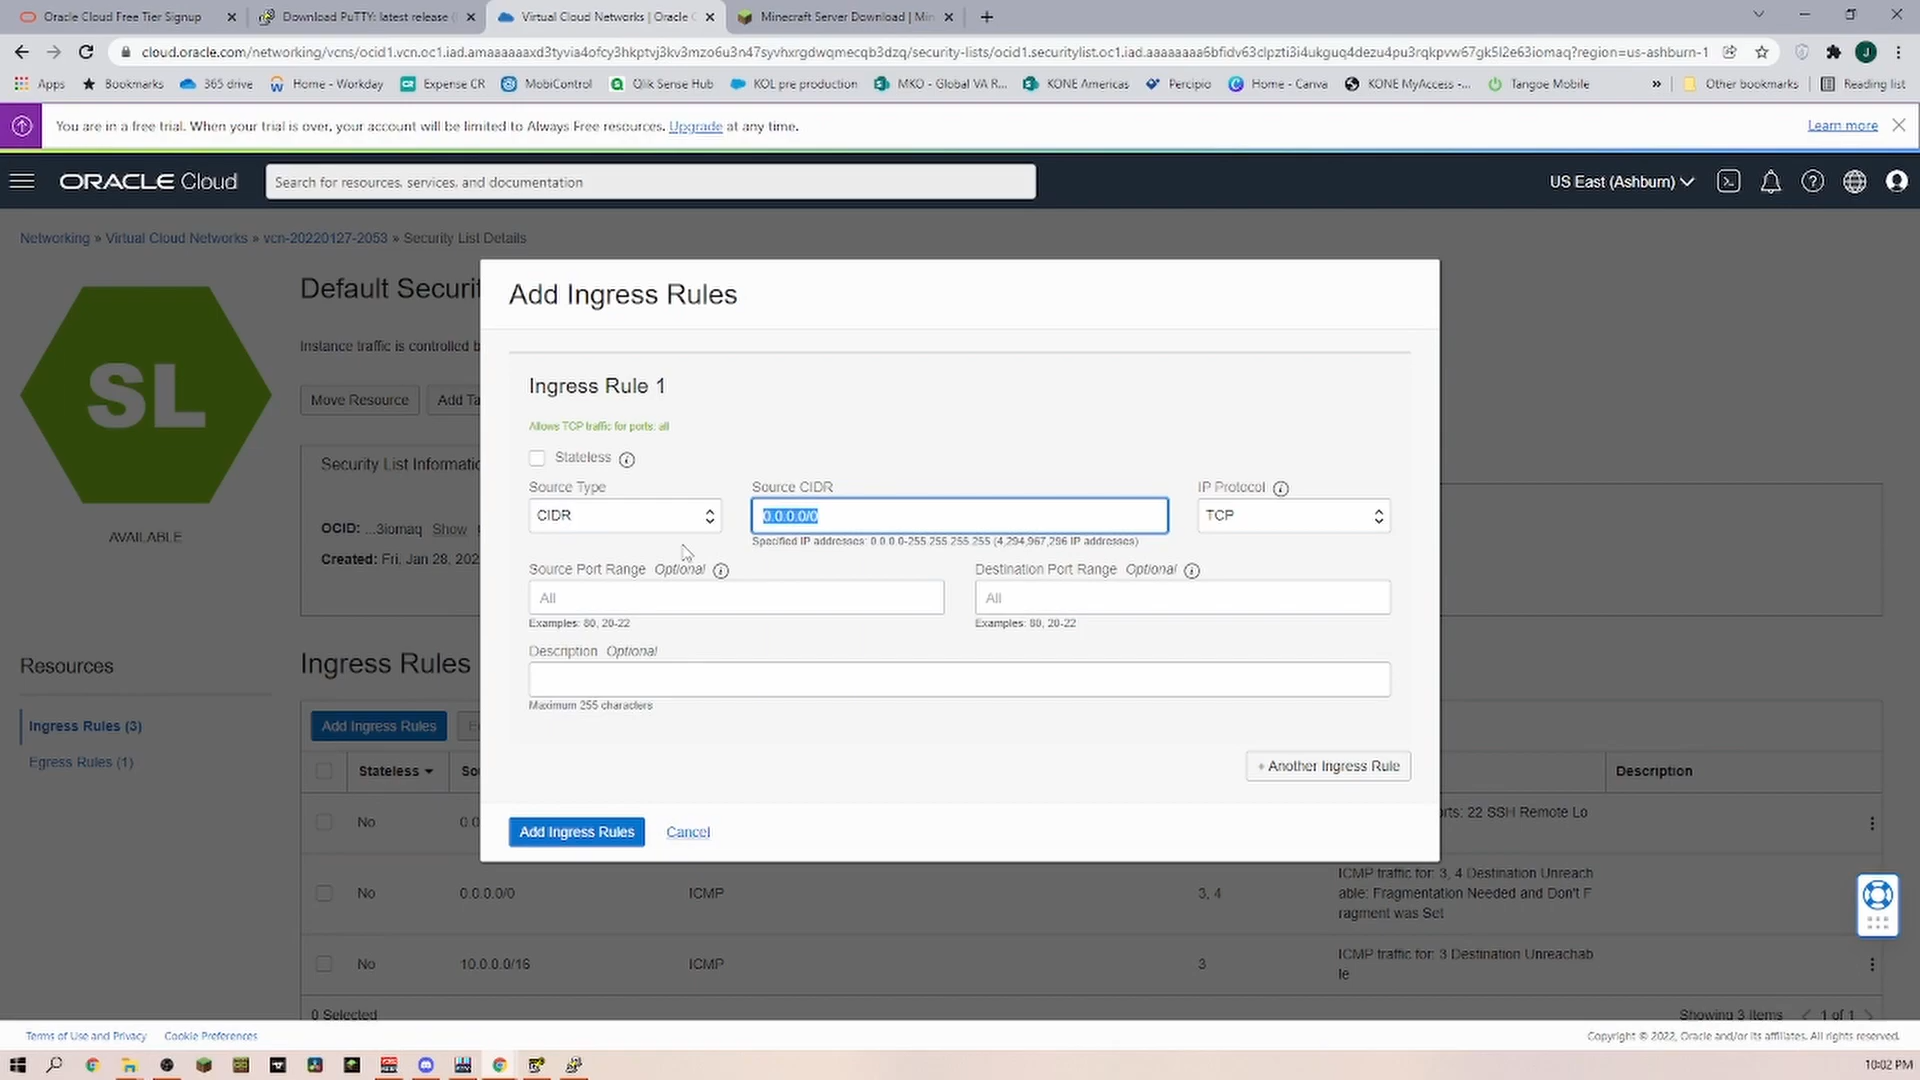 Oracle Cloud Free Tier Signup
Download PuTTY: latest release (
Virtual Cloud Networks | Oracle C
Minecraft Server Download | Min
cloud.oracle.com/networking/vcns/ocid1.vcn.oc1.iad.amaaaaaaxd3tyvia4ofcy3hkptvj3kv3mzo6u3n47syvhxrgdwqmecqb3dzq/security-lists/ocid1.securitylist.oc1.iad.aaaaaaaa6bfidv63clpzti3i4ukguq4dezu4pu3rqkpvw67gk5l2e63iomaq?region=us-ashburn-1
J
Apps
Bookmarks
365 drive
Home - Workday
Expense CR
MobiControl
Qlik Sense Hub
KOL pre production
MKO - Global VA R...
KONE Americas
Percipio
Home - Canva
KONE MyAccess -...
Tangoe Mobile
»
Other bookmarks
Reading list
You are in a free trial. When your trial is over, your account will be limited to Always Free resources. Upgrade at any time.
Learn more
ORACLE Cloud
Search for resources, services, and documentation
US East (Ashburn)
Networking » Virtual Cloud Networks » vcn-20220127-2053 » Security List Details
SL
AVAILABLE
Default Securit
Instance traffic is controlled b
Move Resource
Add Ta
Security List Informatic
OCID: ...3iomaq Show
Created: Fri, Jan 28, 202
Add Ingress Rules
Ingress Rule 1
Allows TCP traffic for ports: all
Stateless
Source Type
Source CIDR
IP Protocol
CIDR
0.0.0.0/0
TCP
Specified IP addresses: 0.0.0.0-255.255.255.255 (4,294,967,296 IP addresses)
Source Port Range Optional
Destination Port Range Optional
All
All
Examples: 80, 20-22
Examples: 80, 20-22
Description Optional
Maximum 255 characters
+ Another Ingress Rule
Add Ingress Rules
Cancel
Resources
Ingress Rules (3)
Egress Rules (1)
Ingress Rules
Add Ingress Rules
Stateless
Sou
Description
No
0.0
rts: 22 SSH Remote Lo
No
0.0.0.0/0
ICMP
3, 4
ICMP traffic for: 3, 4 Destination Unreach
able: Fragmentation Needed and Don't F
ragment was Set
No
10.0.0.0/16
ICMP
3
ICMP traffic for: 3 Destination Unreachab
le
0 Selected
Showing 3 Items
1 of 1
Terms of Use and Privacy
Cookie Preferences
Copyright © 2022, Oracle and/or its affiliates. All rights reserved.
10:02 PM